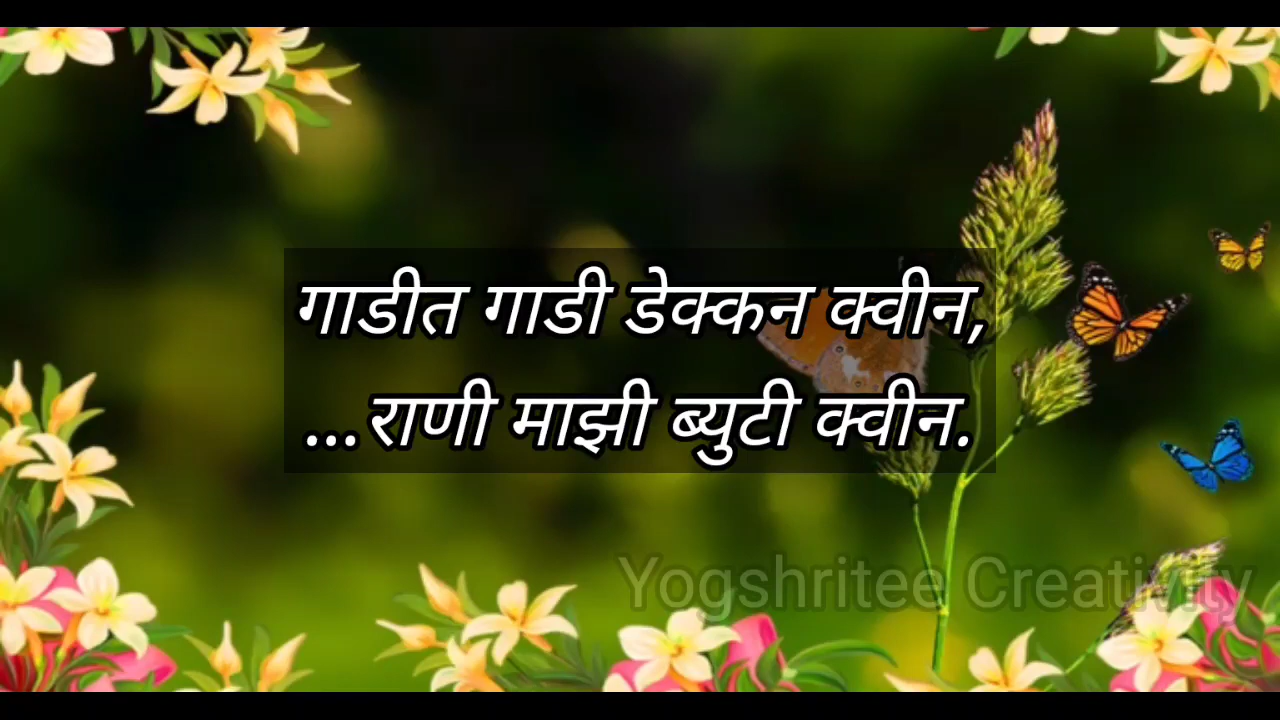 गाडीत गाडी डेक्कन क्वीन,
...राणी माझी ब्युटी क्वीन.
Yogshritee Creativity